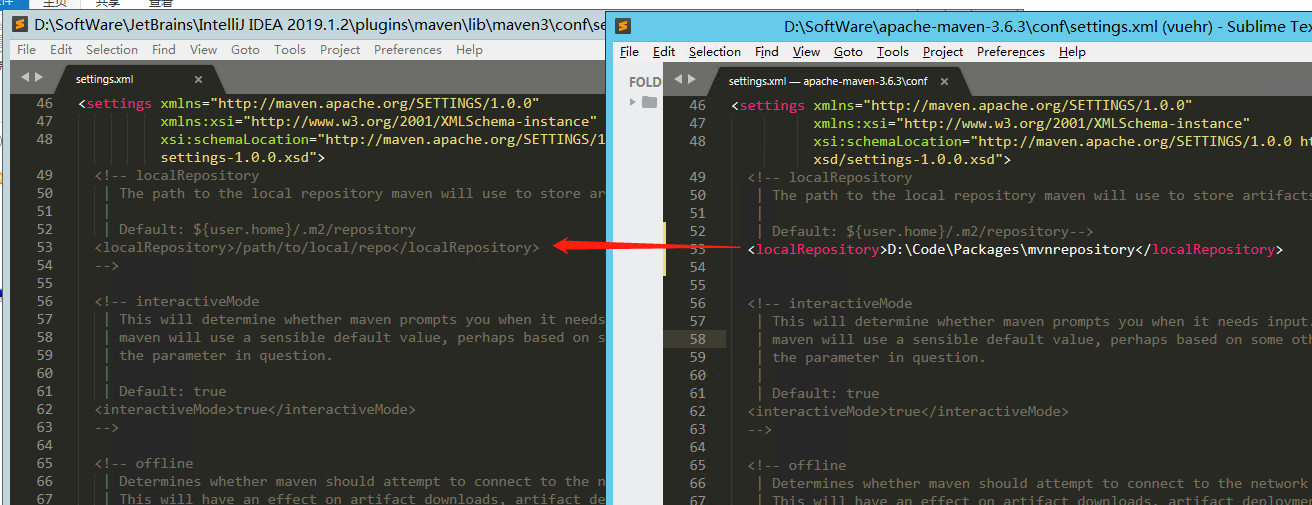 主页 共享 查看
D:\SoftWare\JetBrains\IntelliJ IDEA 2019.1.2\plugins\maven\lib\maven3\conf\se
File Edit Selection Find View Goto Tools Project Preferences Help
settings.xml ×
46 <settings xmlns="http://maven.apache.org/SETTINGS/1.0.0"
47 xmlns:xsi="http://www.w3.org/2001/XMLSchema-instance"
48 xsi:schemaLocation="http://maven.apache.org/SETTINGS/1
settings-1.0.0.xsd">
49 <!-- localRepository
50 | The path to the local repository maven will use to store ar
51 |
52 | Default: ${user.home}/.m2/repository
53 <localRepository>/path/to/local/repo</localRepository>
54 -->
55
56 <!-- interactiveMode
57 | This will determine whether maven prompts you when it needs
58 | maven will use a sensible default value, perhaps based on s
59 | the parameter in question.
60 |
61 | Default: true
62 <interactiveMode>true</interactiveMode>
63 -->
64
65 <!-- offline
66 | Determines whether maven should attempt to connect to the n
67 | This will have an effect on artifact downloads, artifact de
D:\SoftWare\apache-maven-3.6.3\conf\settings.xml (vuehr) - Sublime Tex
File Edit Selection Find View Goto Tools Project Preferences Help
FOLD
settings.xml — apache-maven-3.6.3\conf ×
46 <settings xmlns="http://maven.apache.org/SETTINGS/1.0.0"
47 xmlns:xsi="http://www.w3.org/2001/XMLSchema-instance"
48 xsi:schemaLocation="http://maven.apache.org/SETTINGS/1.0.0 ht
xsd/settings-1.0.0.xsd">
49 <!-- localRepository
50 | The path to the local repository maven will use to store artifacts
51 |
52 | Default: ${user.home}/.m2/repository-->
53 <localRepository>D:\Code\Packages\mvnrepository</localRepository>
54
55
56 <!-- interactiveMode
57 | This will determine whether maven prompts you when it needs input.
58 | maven will use a sensible default value, perhaps based on some oth
59 | the parameter in question.
60 |
61 | Default: true
62 <interactiveMode>true</interactiveMode>
63 -->
64
65 <!-- offline
66 | Determines whether maven should attempt to connect to the network
67 | This will have an effect on artifact downloads, artifact deploymen